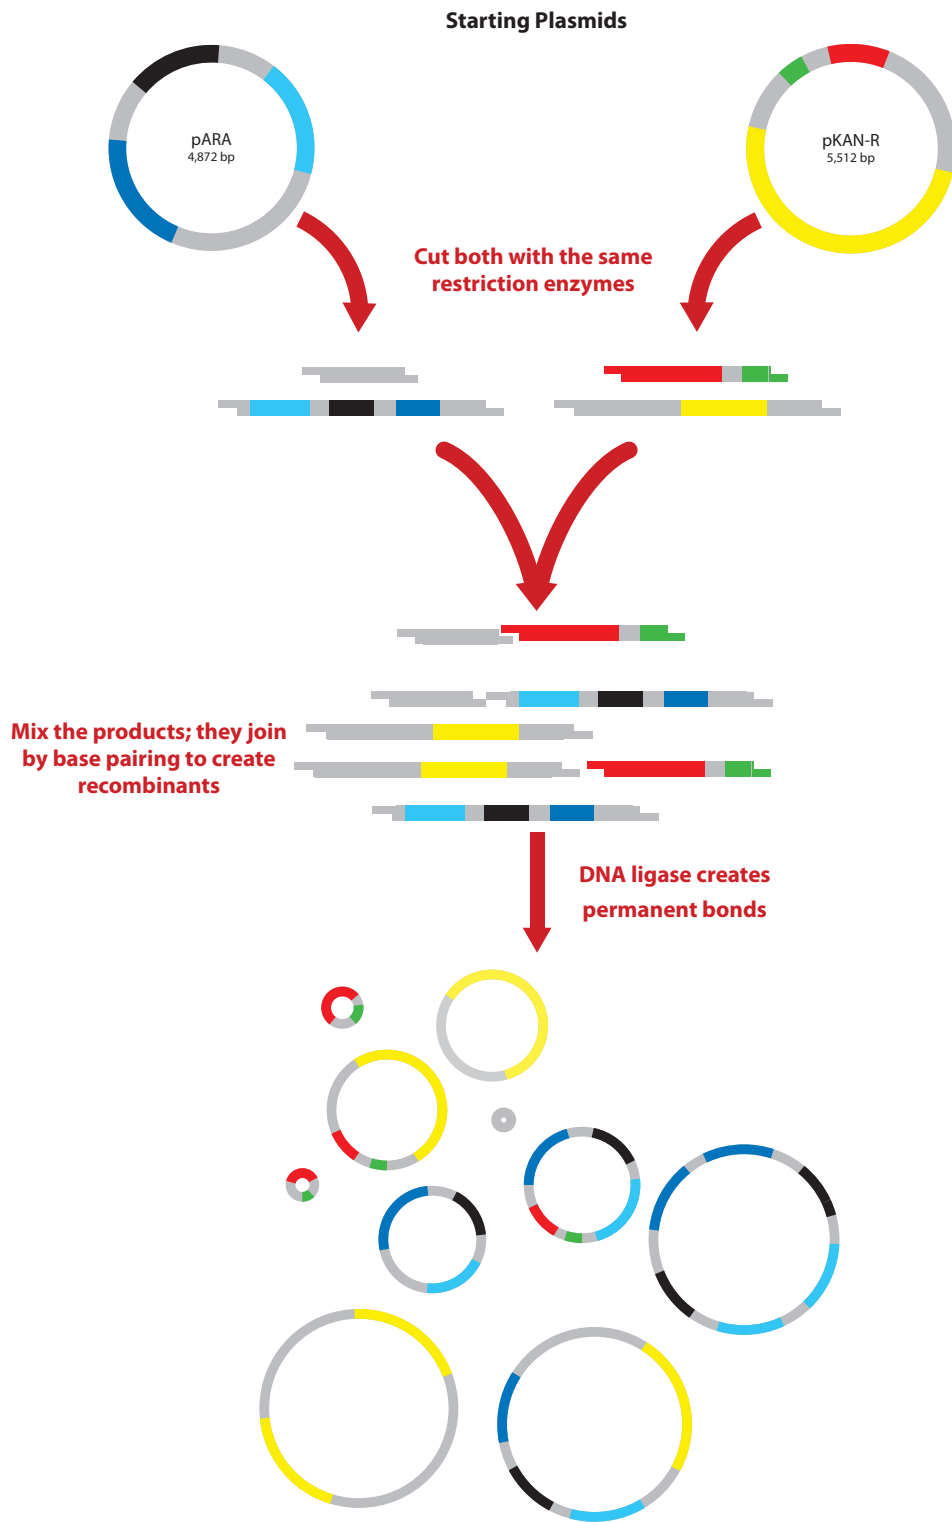 Starting Plasmids
pARA
4,872 bp
pKAN-R
5,512 bp
Cut both with the same
restriction enzymes
Mix the products; they join
by base pairing to create
recombinants
DNA ligase creates
permanent bonds